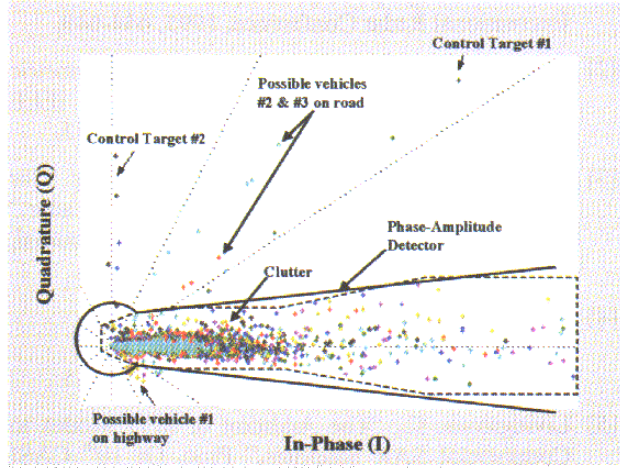 Control Target #1
Possible vehicles
#2 & #3 on road
Control Target #2
Quadrature (Q)
Phase-Amplitude
Detector
Clutter
Possible vehicle #1
on highway
In-Phase (I)